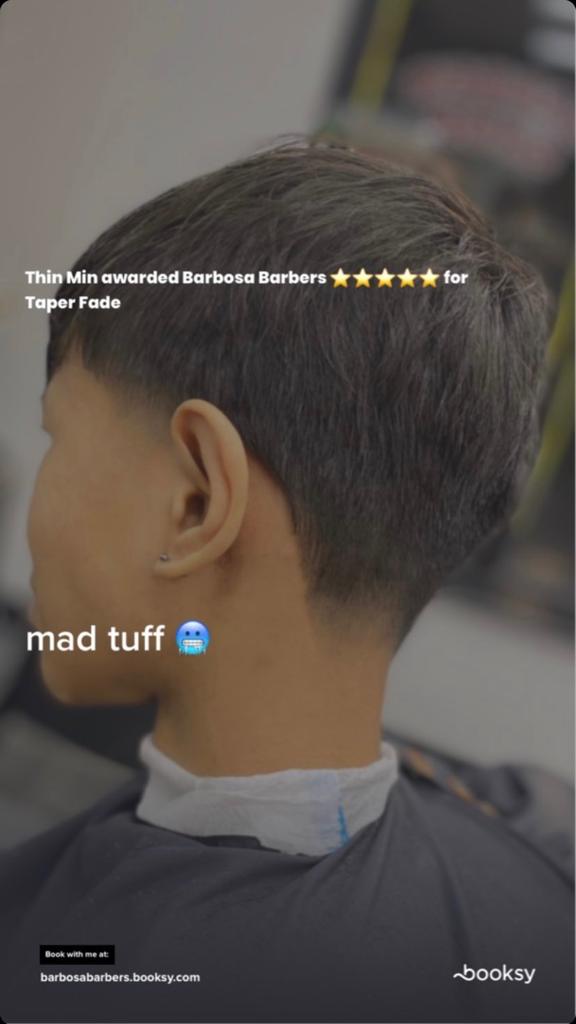 Thin Min awarded Barbosa Barbers ⭐⭐⭐⭐⭐ for
Taper Fade
mad tuff 🥶
Book with me at:
barbosabarbers.booksy.com
booksy